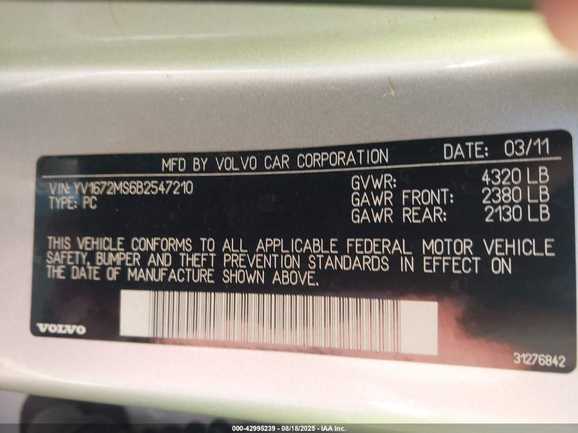 MFD BY VOLVO CAR CORPORATION DATE: 03/11
VIN: YV1672MS6B2547210 GVWR: 4320 LB
TYPE: PC GAWR FRONT: 2380 LB
GAWR REAR: 2130 LB
THIS VEHICLE CONFORMS TO ALL APPLICABLE FEDERAL MOTOR VEHICLE
SAFETY, BUMPER AND THEFT PREVENTION STANDARDS IN EFFECT ON
THE DATE OF MANUFACTURE SHOWN ABOVE.
VOLVO
31276842
000-42995239 - 08/18/2025 - IAA Inc.